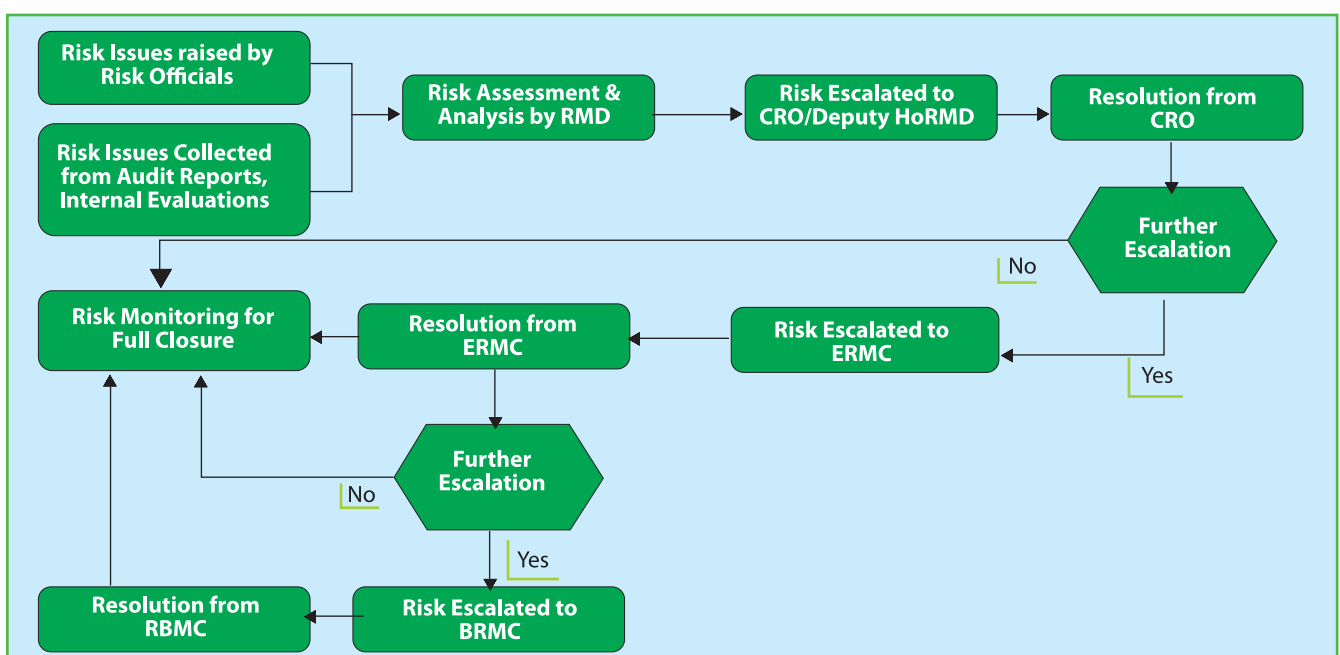 Risk Issues raised by
Risk Officials
Risk Issues Collected
from Audit Reports,
Internal Evaluations
Risk Assessment &
Analysis by RMD
Risk Escalated to
CRO/Deputy HoRMD
Resolution from
CRO
Further
Escalation
No
Yes
Risk Escalated to
ERMC
Resolution from
ERMC
Risk Monitoring for
Full Closure
Further
Escalation
No
Yes
Risk Escalated to
BRMC
Resolution from
RBMC